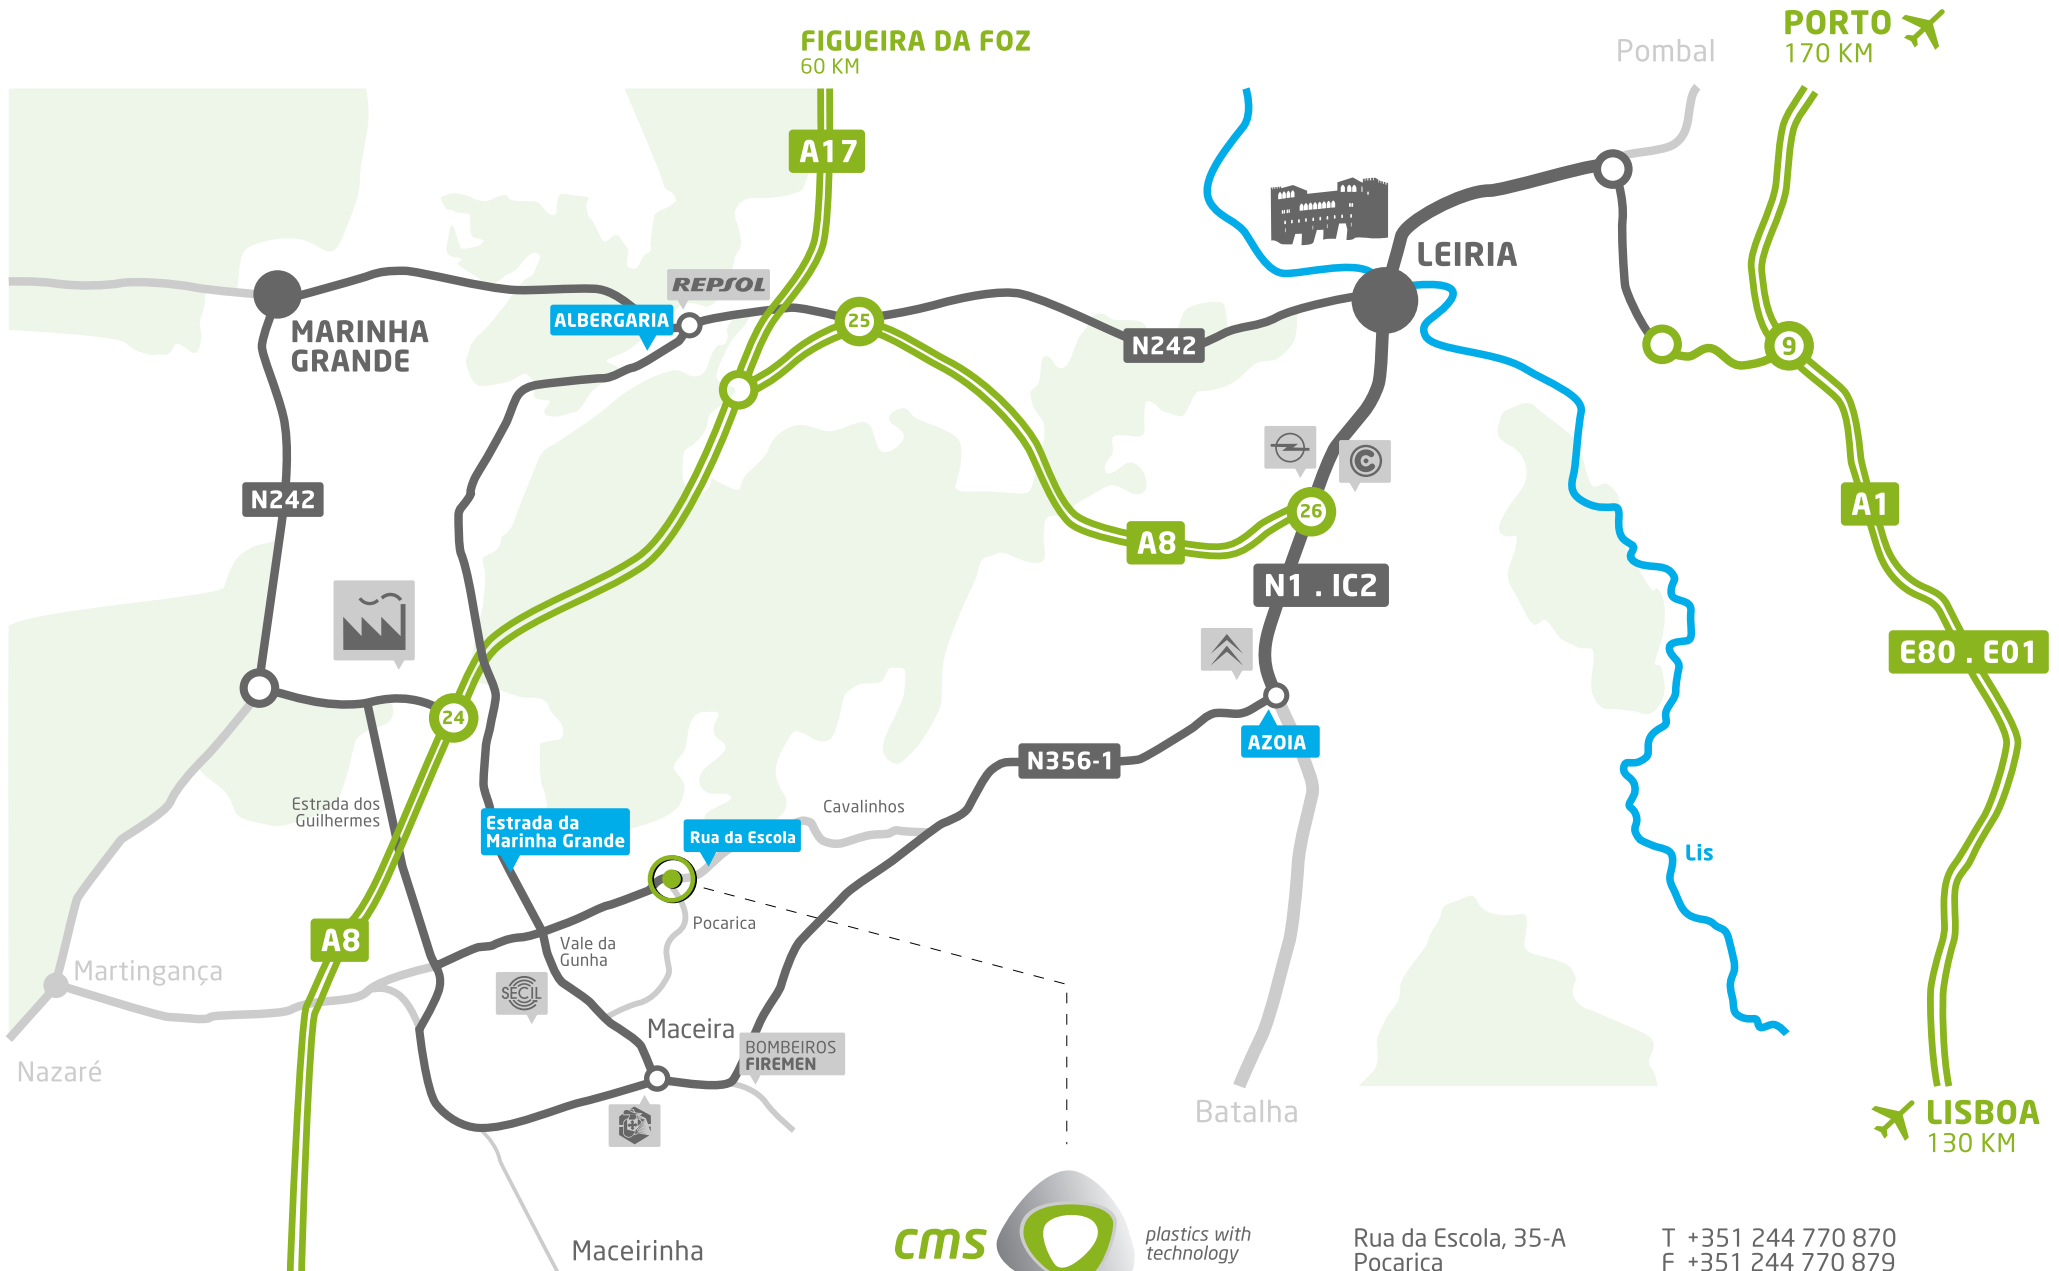 FIGUEIRA DA FOZ
60 KM
PORTO
170 KM
Pombal
A17
LEIRIA
REPSOL
ALBERGARIA
25
MARINHA
GRANDE
N242
9
N242
A1
26
A8
N1 . IC2
E80 . E01
24
AZOIA
N356-1
Estrada dos
Guilhermes
Cavalinhos
Estrada da
Marinha Grande
Rua da Escola
Lis
Pocarica
A8
Vale da
Gunha
Martingança
SECIL
Maceira
BOMBEIROS
FIREMEN
Nazaré
Batalha
LISBOA
130 KM
Maceirinha
cms
plastics with
technology
Rua da Escola, 35-A
Pocariça
T +351 244 770 870
F +351 244 770 879